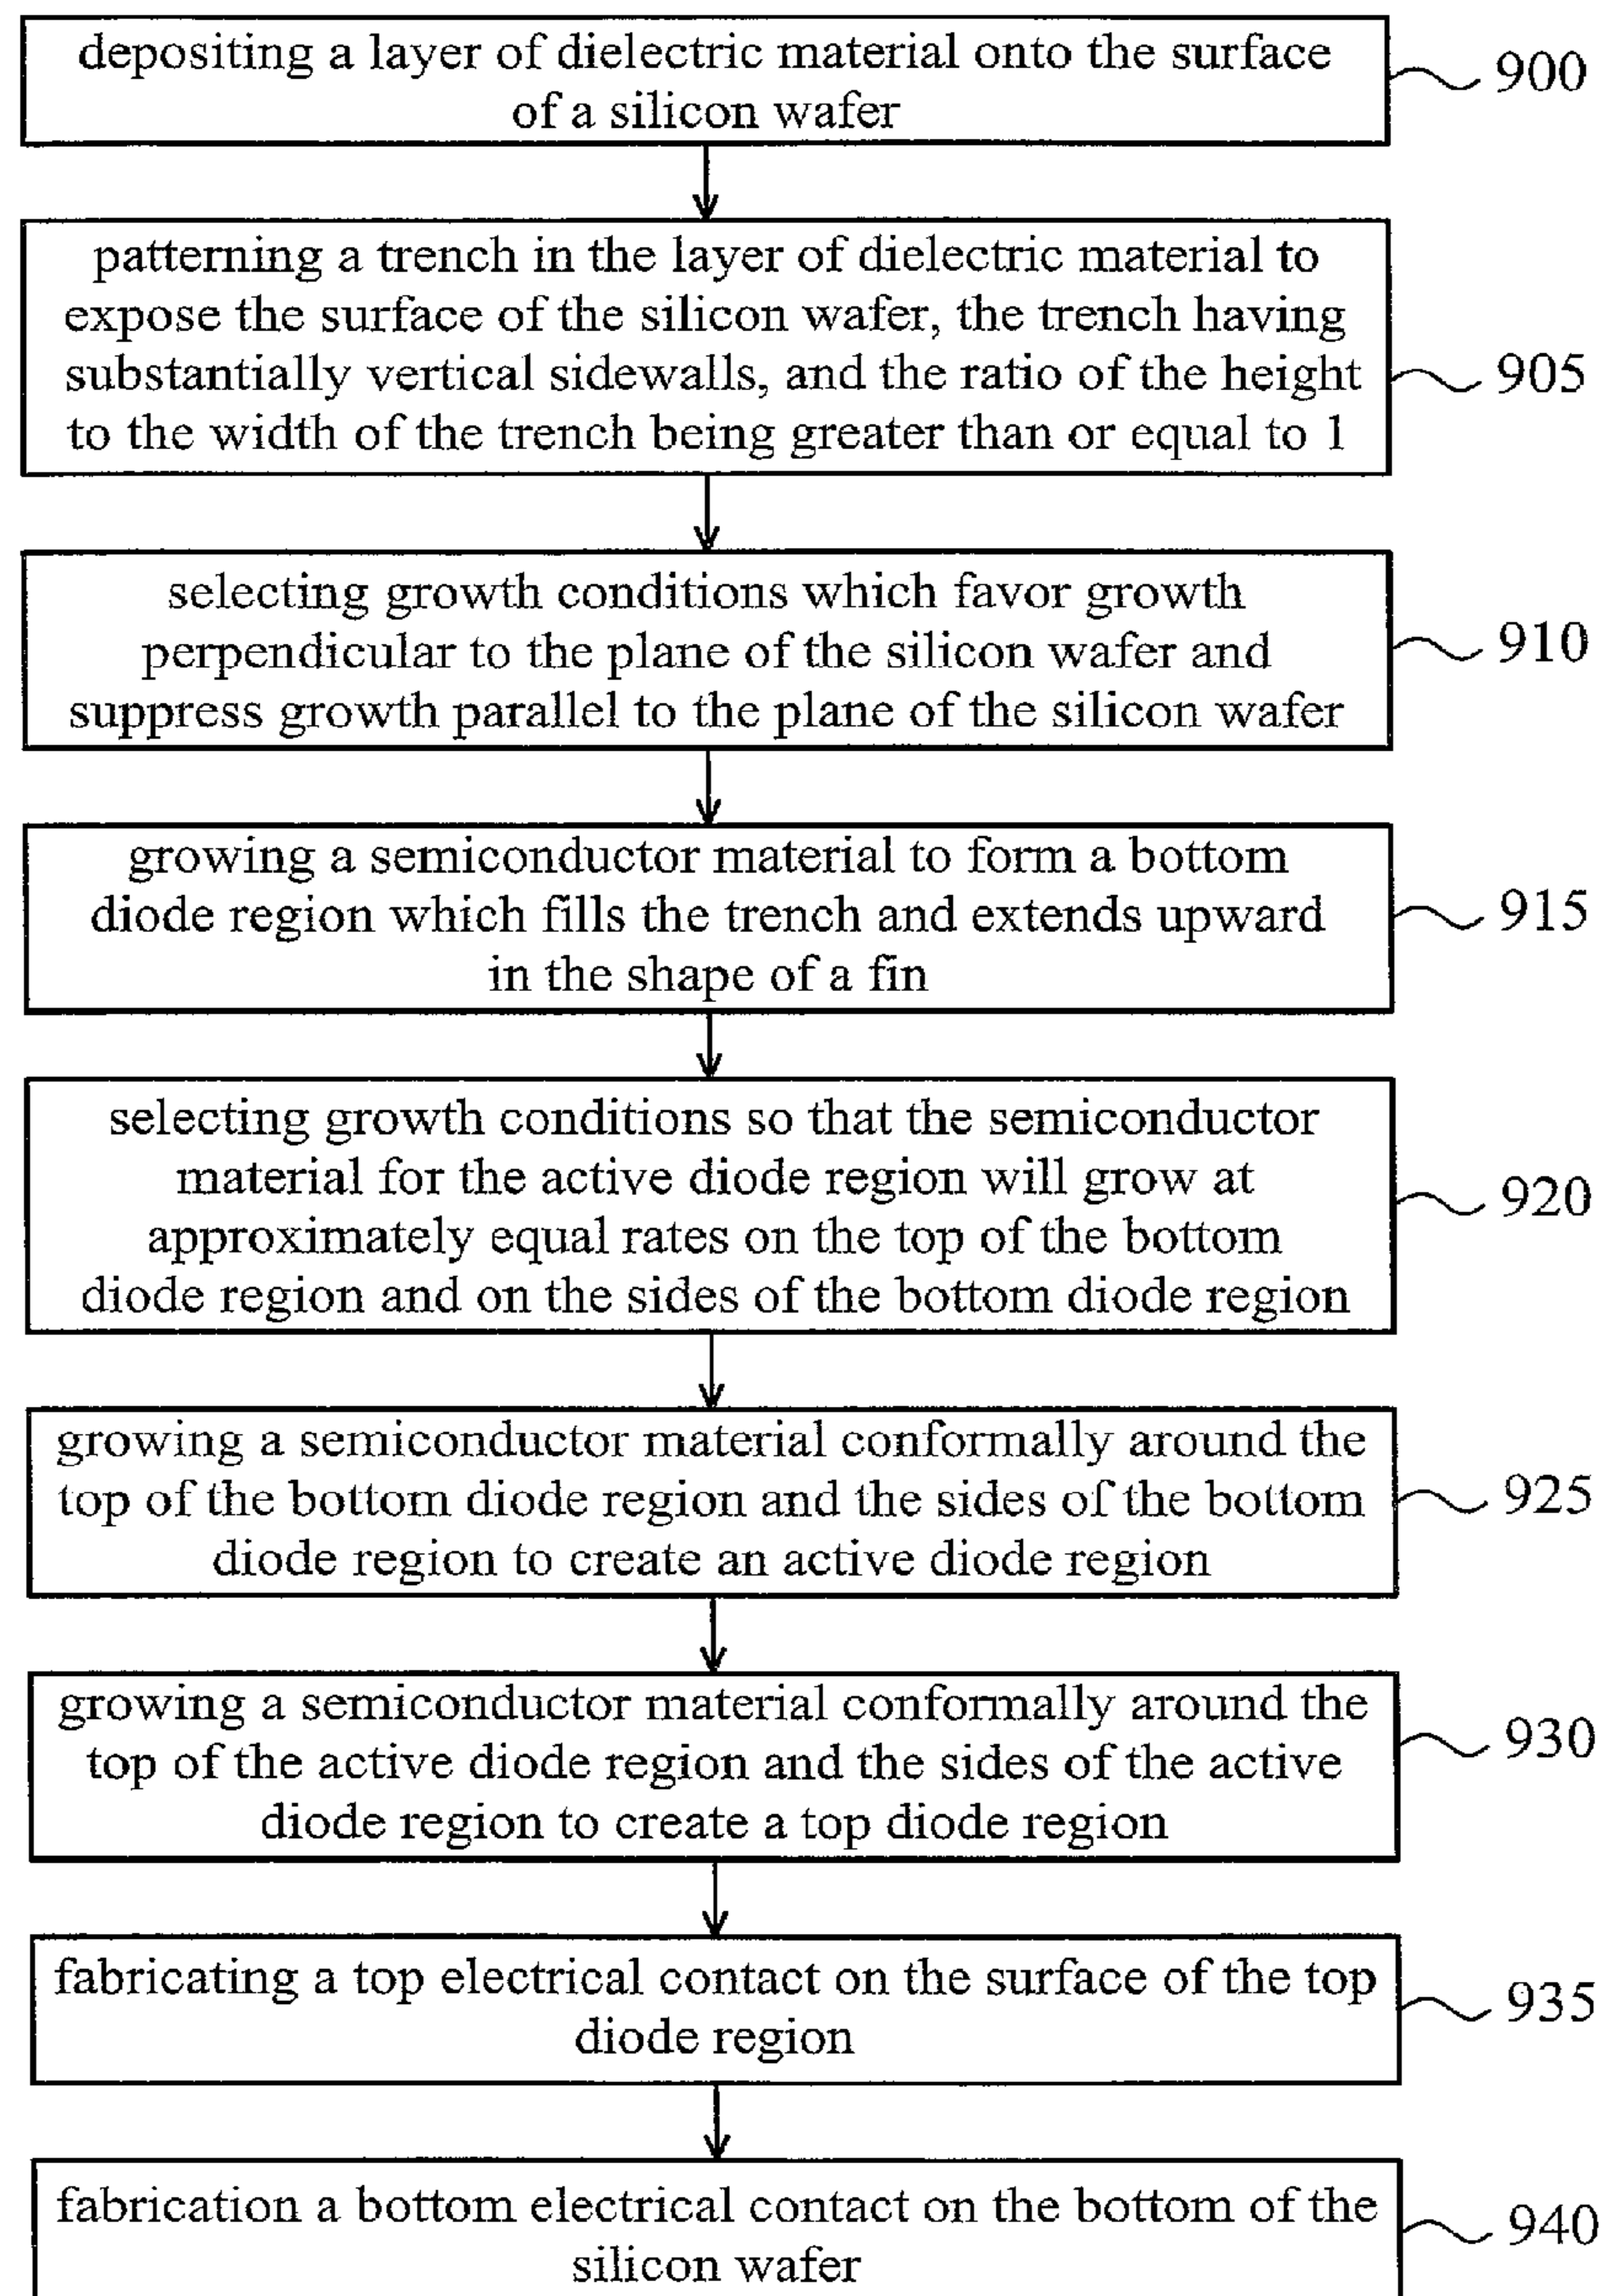 depositing a layer of dielectric material onto the surface
of a silicon wafer
900
patterning a trench in the layer of dielectric material to
expose the surface of the silicon wafer, the trench having
substantially vertical sidewalls, and the ratio of the height
to the width of the trench being greater than or equal to 1
905
selecting growth conditions which favor growth
perpendicular to the plane of the silicon wafer and
suppress growth parallel to the plane of the silicon wafer
910
growing a semiconductor material to form a bottom
diode region which fills the trench and extends upward
in the shape of a fin
915
selecting growth conditions so that the semiconductor
material for the active diode region will grow at
approximately equal rates on the top of the bottom
diode region and on the sides of the bottom diode region
920
growing a semiconductor material conformally around the
top of the bottom diode region and the sides of the bottom
diode region to create an active diode region
925
growing a semiconductor material conformally around the
top of the active diode region and the sides of the active
diode region to create a top diode region
930
fabricating a top electrical contact on the surface of the top
diode region
935
fabrication a bottom electrical contact on the bottom of the
silicon wafer
940